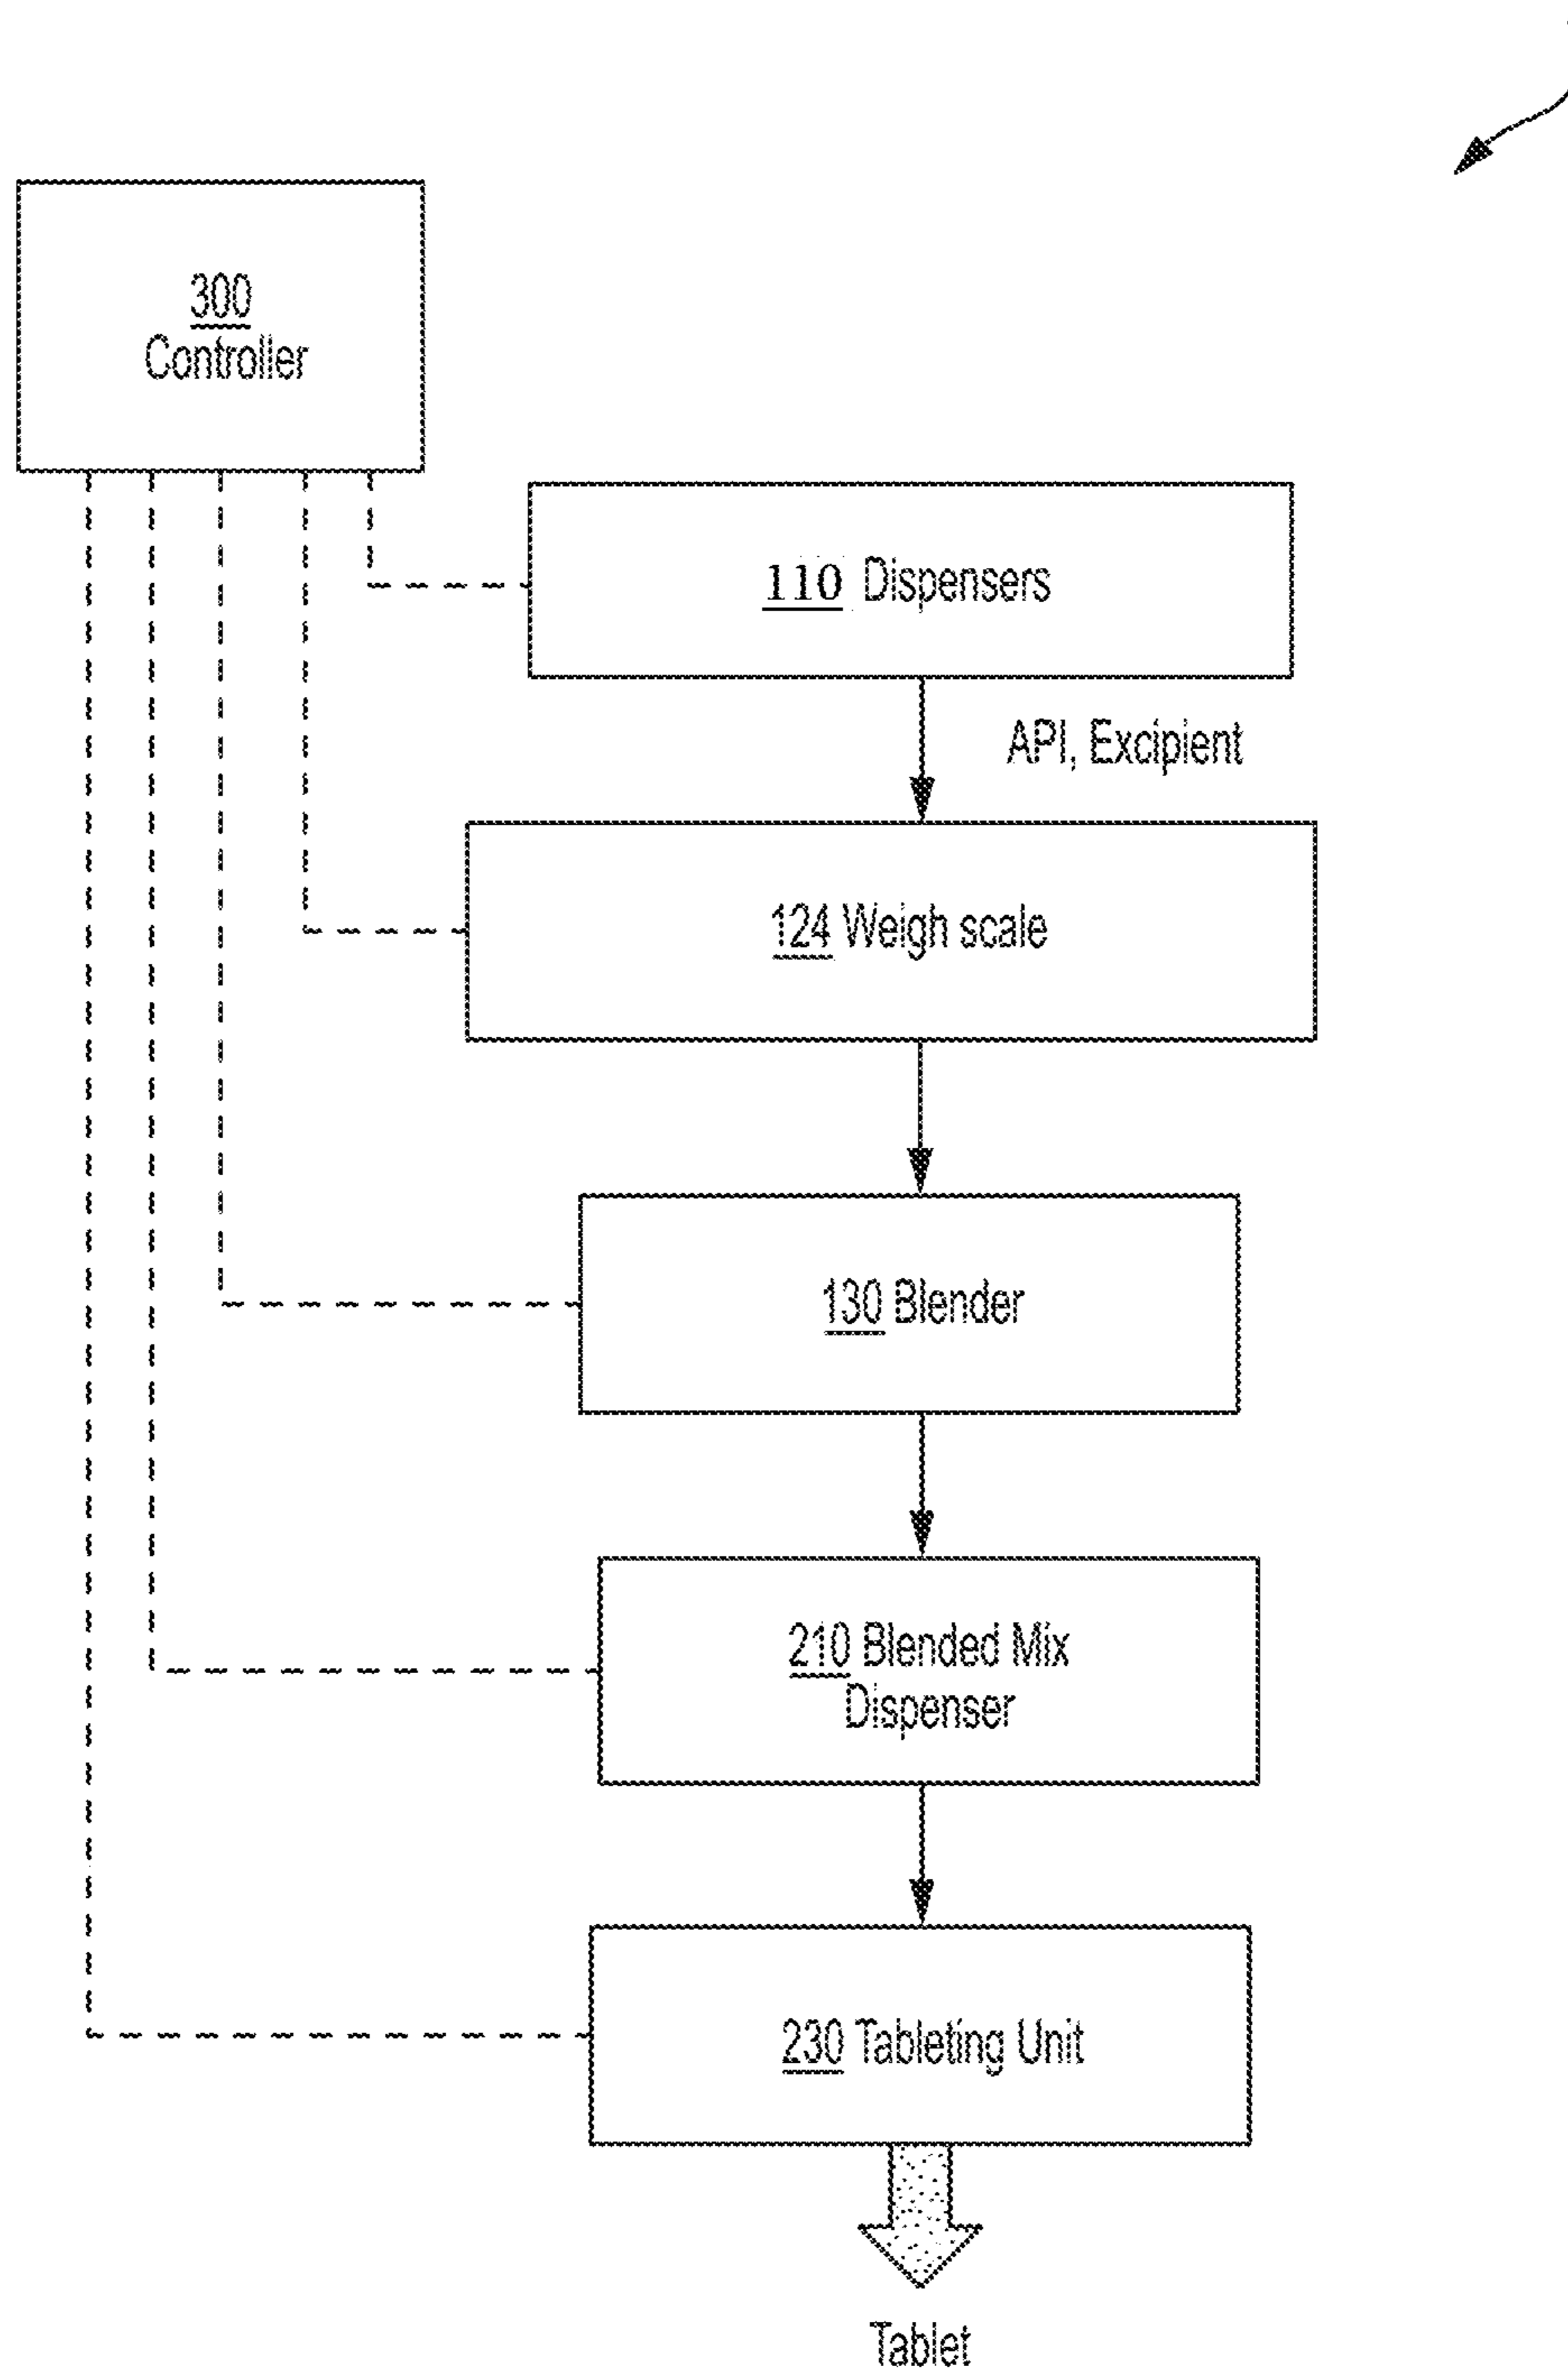 300
Controller
110 Dispensers
API, Excipient
124 Weigh scale
130 Blender
210 Blended Mix
Dispenser
230 Tableting Unit
Tablet